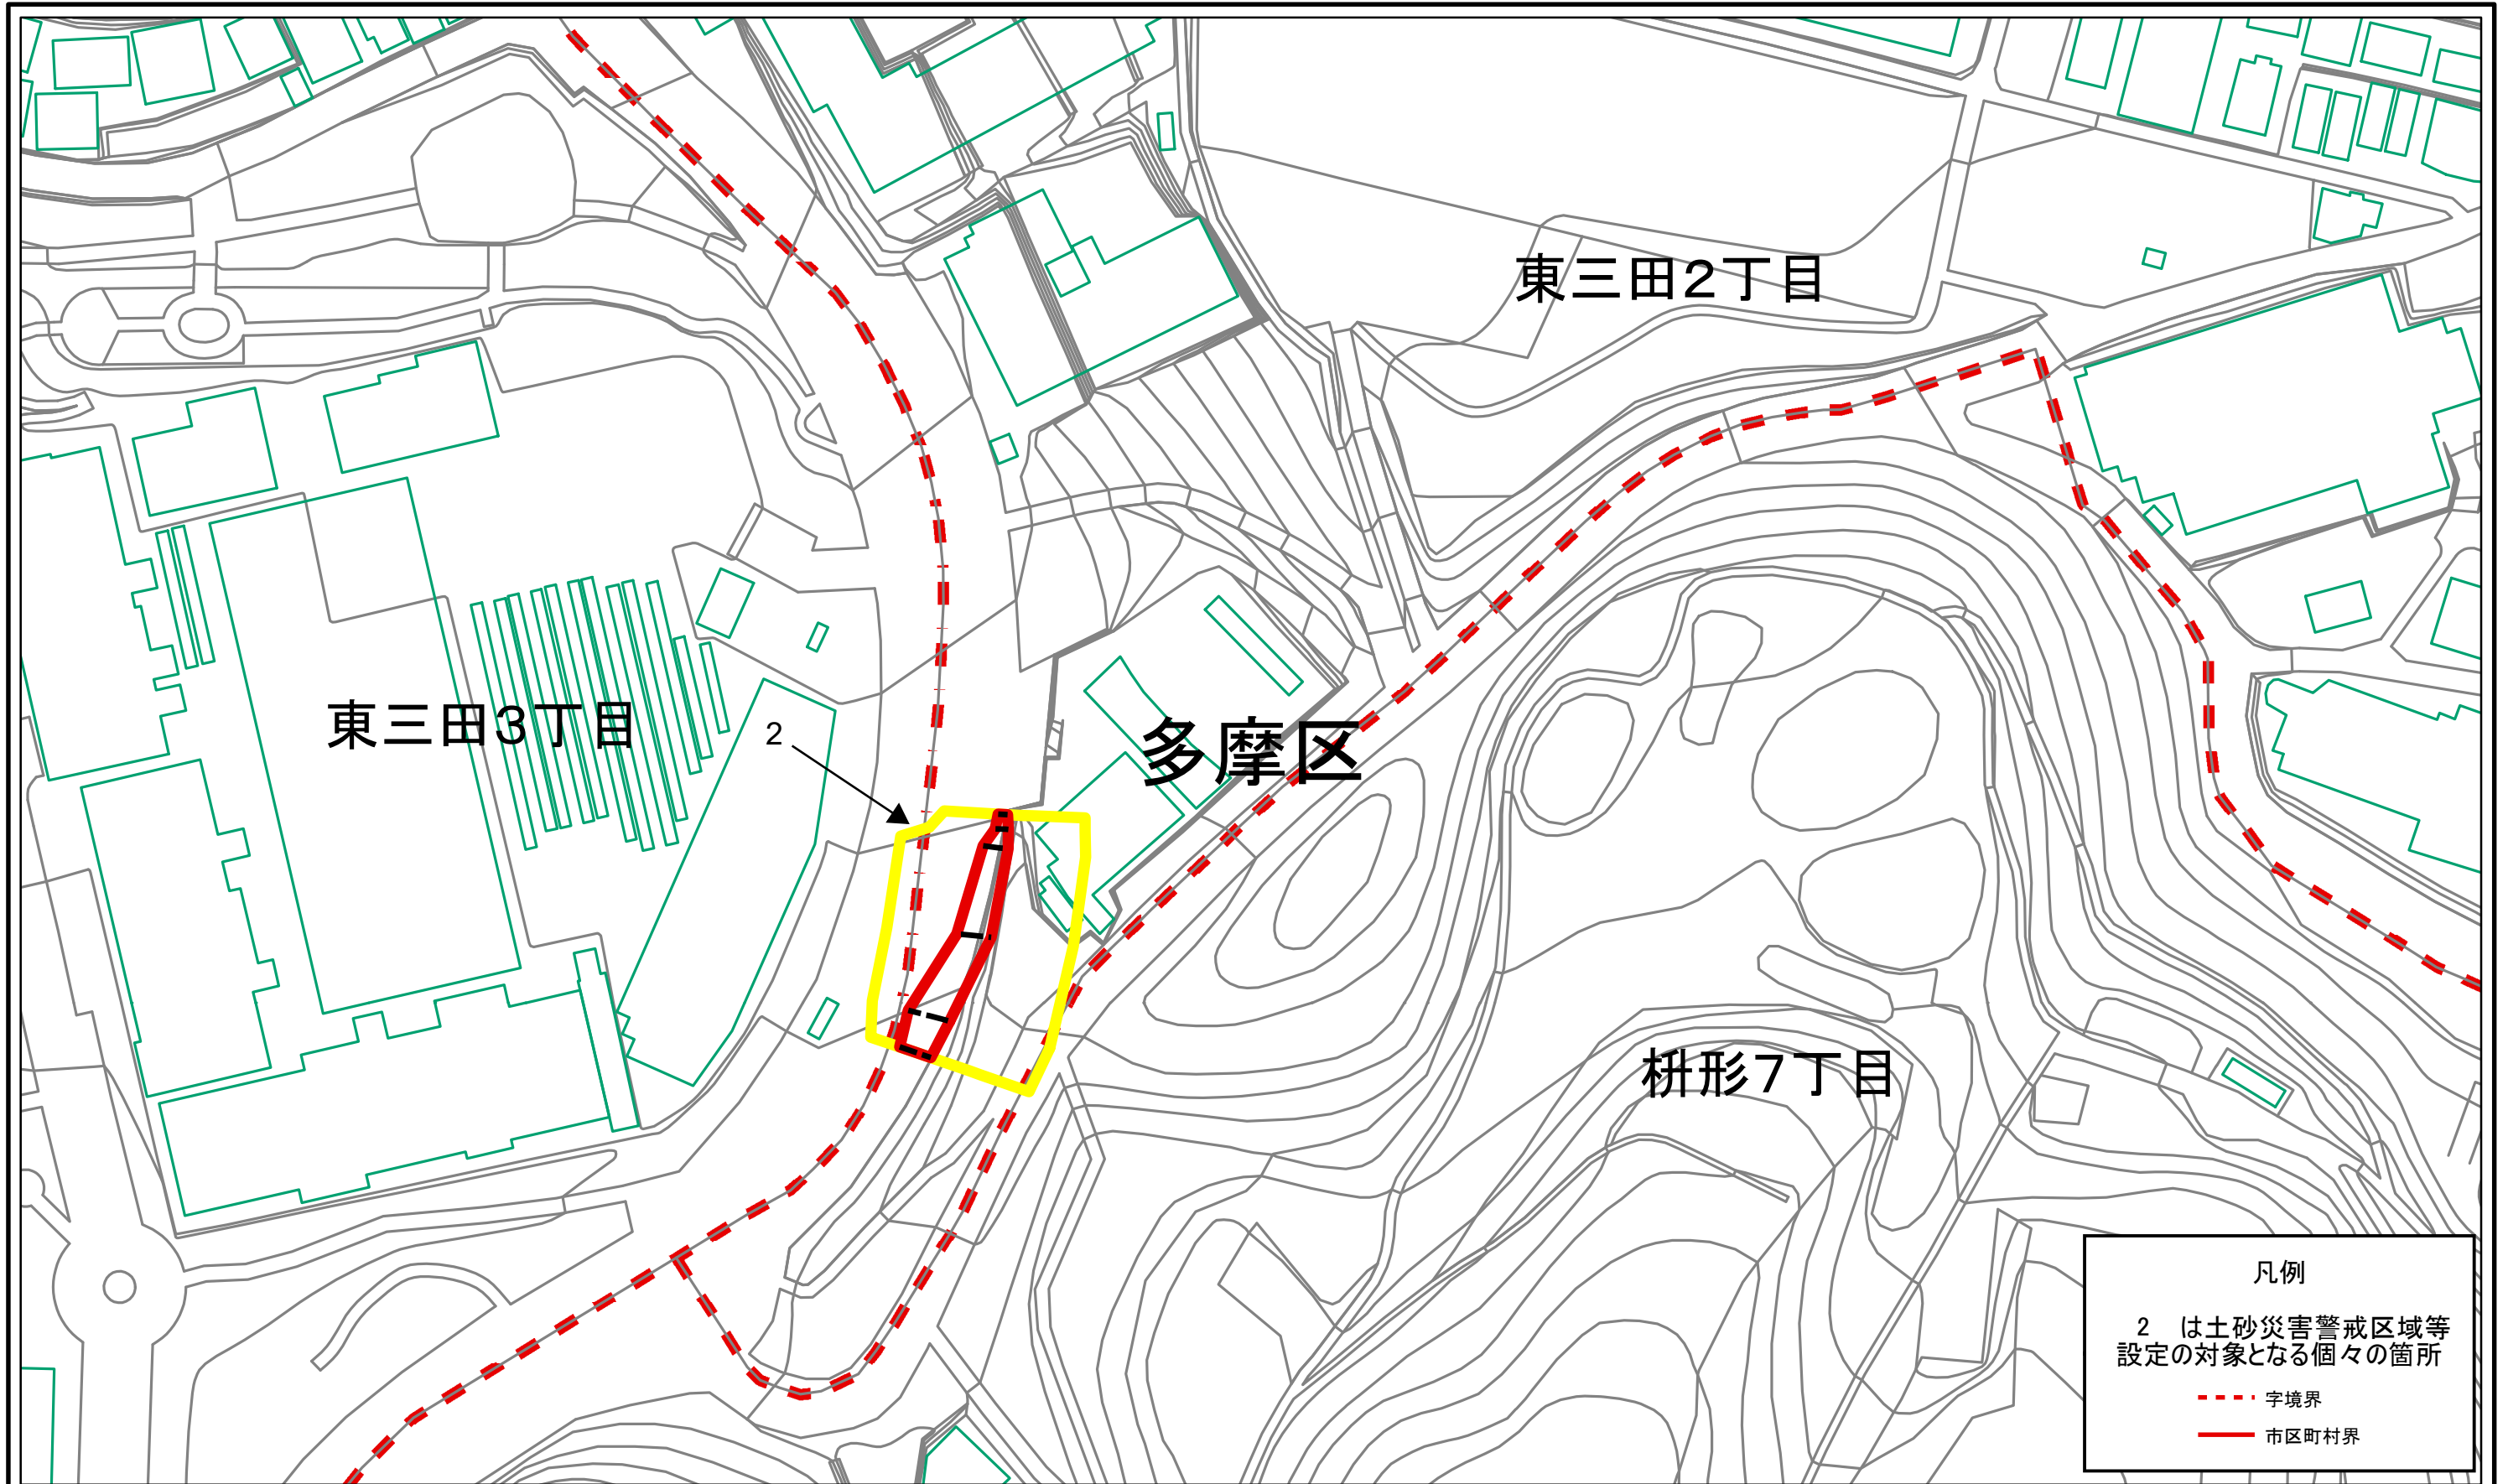 東三田2丁目
東三田3丁目
2
多摩区
枡形7丁目
凡例
2　は土砂災害警戒区域等
設定の対象となる個々の箇所
字境界
市区町村界